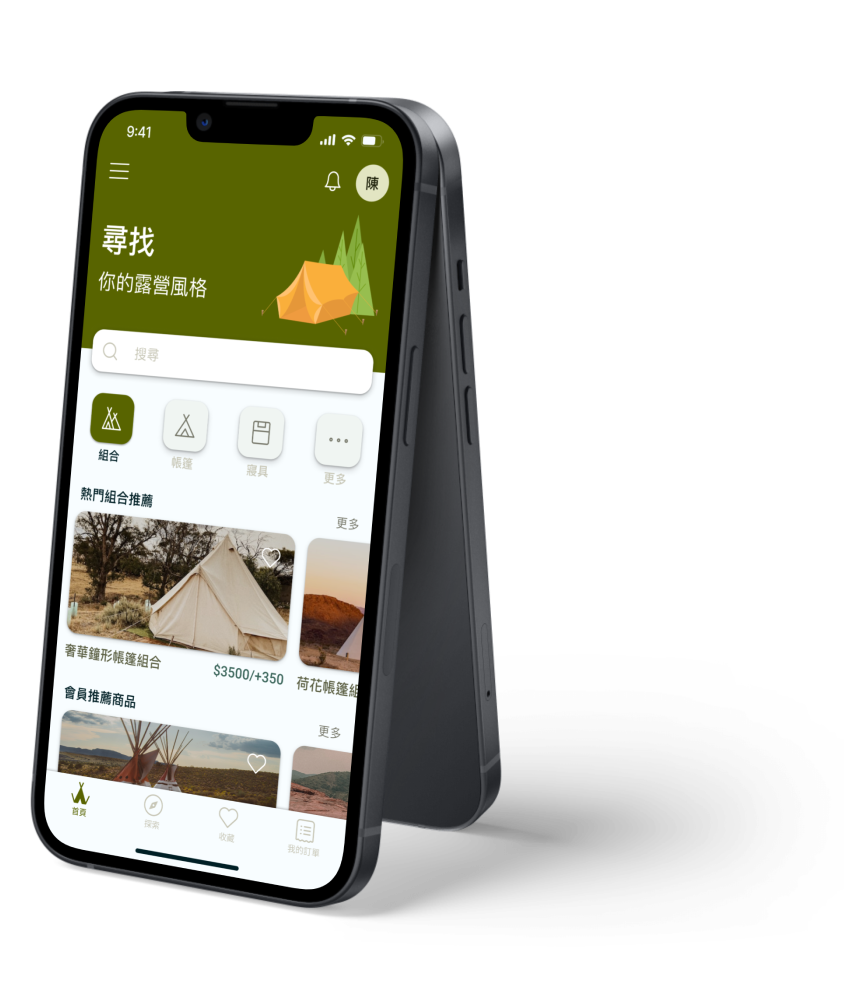 9:41
陳
尋找
你的露營風格
搜尋
組合
帳篷
寢具
更多
熱門組合推薦
更多
奢華鐘形帳篷組合
$3500/+350
荷花帳篷組
會員推薦商品
更多
首頁
探索
收藏
我的訂單